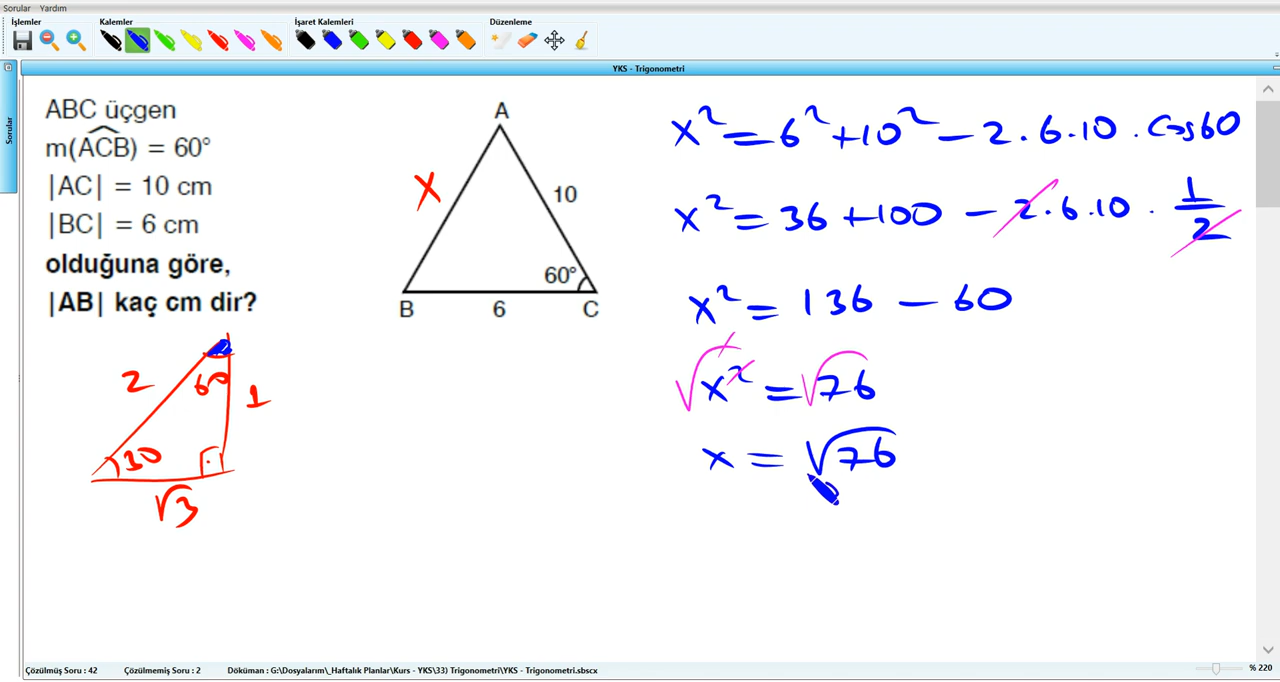 Sorular Yardım
İşlemler Kalemler İşaret Kalemleri Düzenleme
YKS - Trigonometri
Sorular
ABC üçgen
m(ACB) = 60°
|AC| = 10 cm
|BC| = 6 cm
olduğuna göre,
|AB| kaç cm dir?
A
x
10
60°
B
6
C
2
60
1
30
√3
x² = 6² + 10² - 2 . 6 . 10 . cos60
x² = 36 + 100 - 2 . 6 . 10 . 1/2
x² = 136 - 60
√x² = √76
x = √76
Çözülmüş Soru : 42 Çözülmemiş Soru : 2 Döküman : G:\Dosyalarım\_Haftalık Planlar\Kurs - YKS\33) Trigonometri\YKS - Trigonometri.sbscx % 220